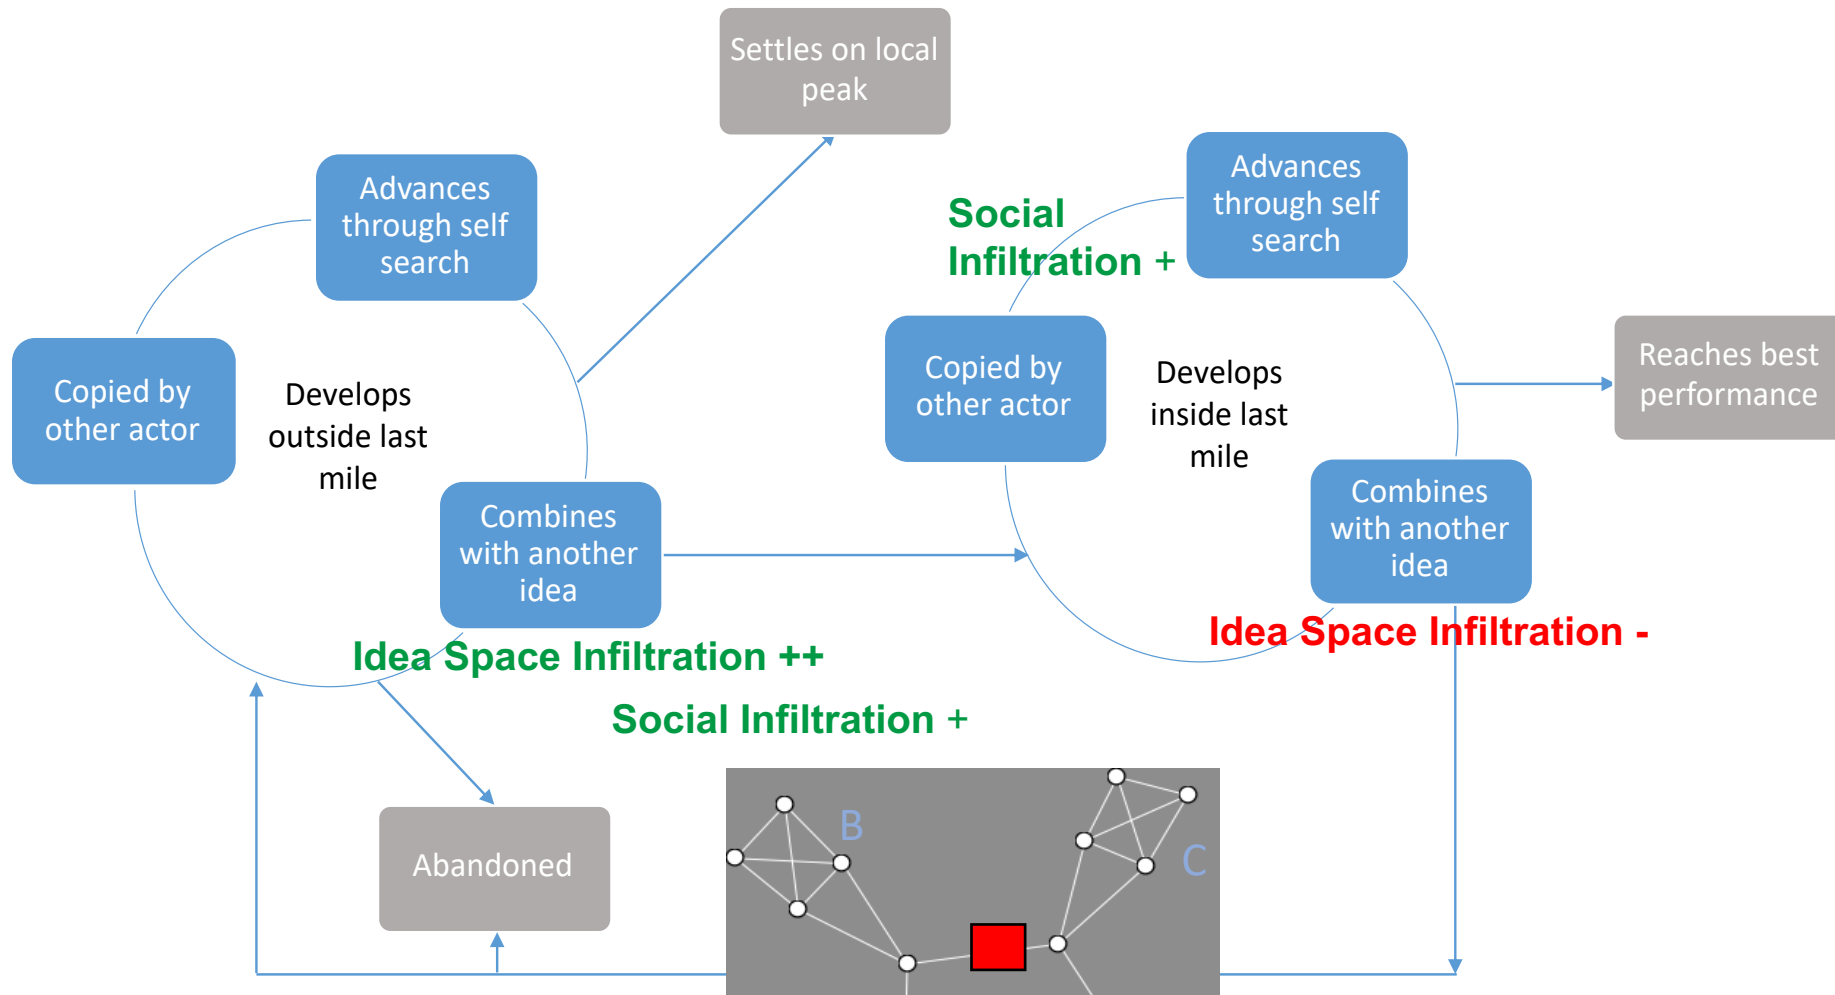 Settles on local
peak
Advances
through self
search
Copied by
other actor
Develops
outside last
mile
Combines
with another
idea
Idea Space Infiltration ++
Social Infiltration +
Abandoned
Social
Infiltration +
Advances
through self
search
Copied by
other actor
Develops
inside last
mile
Reaches best
performance
Combines
with another
idea
Idea Space Infiltration -
B
C